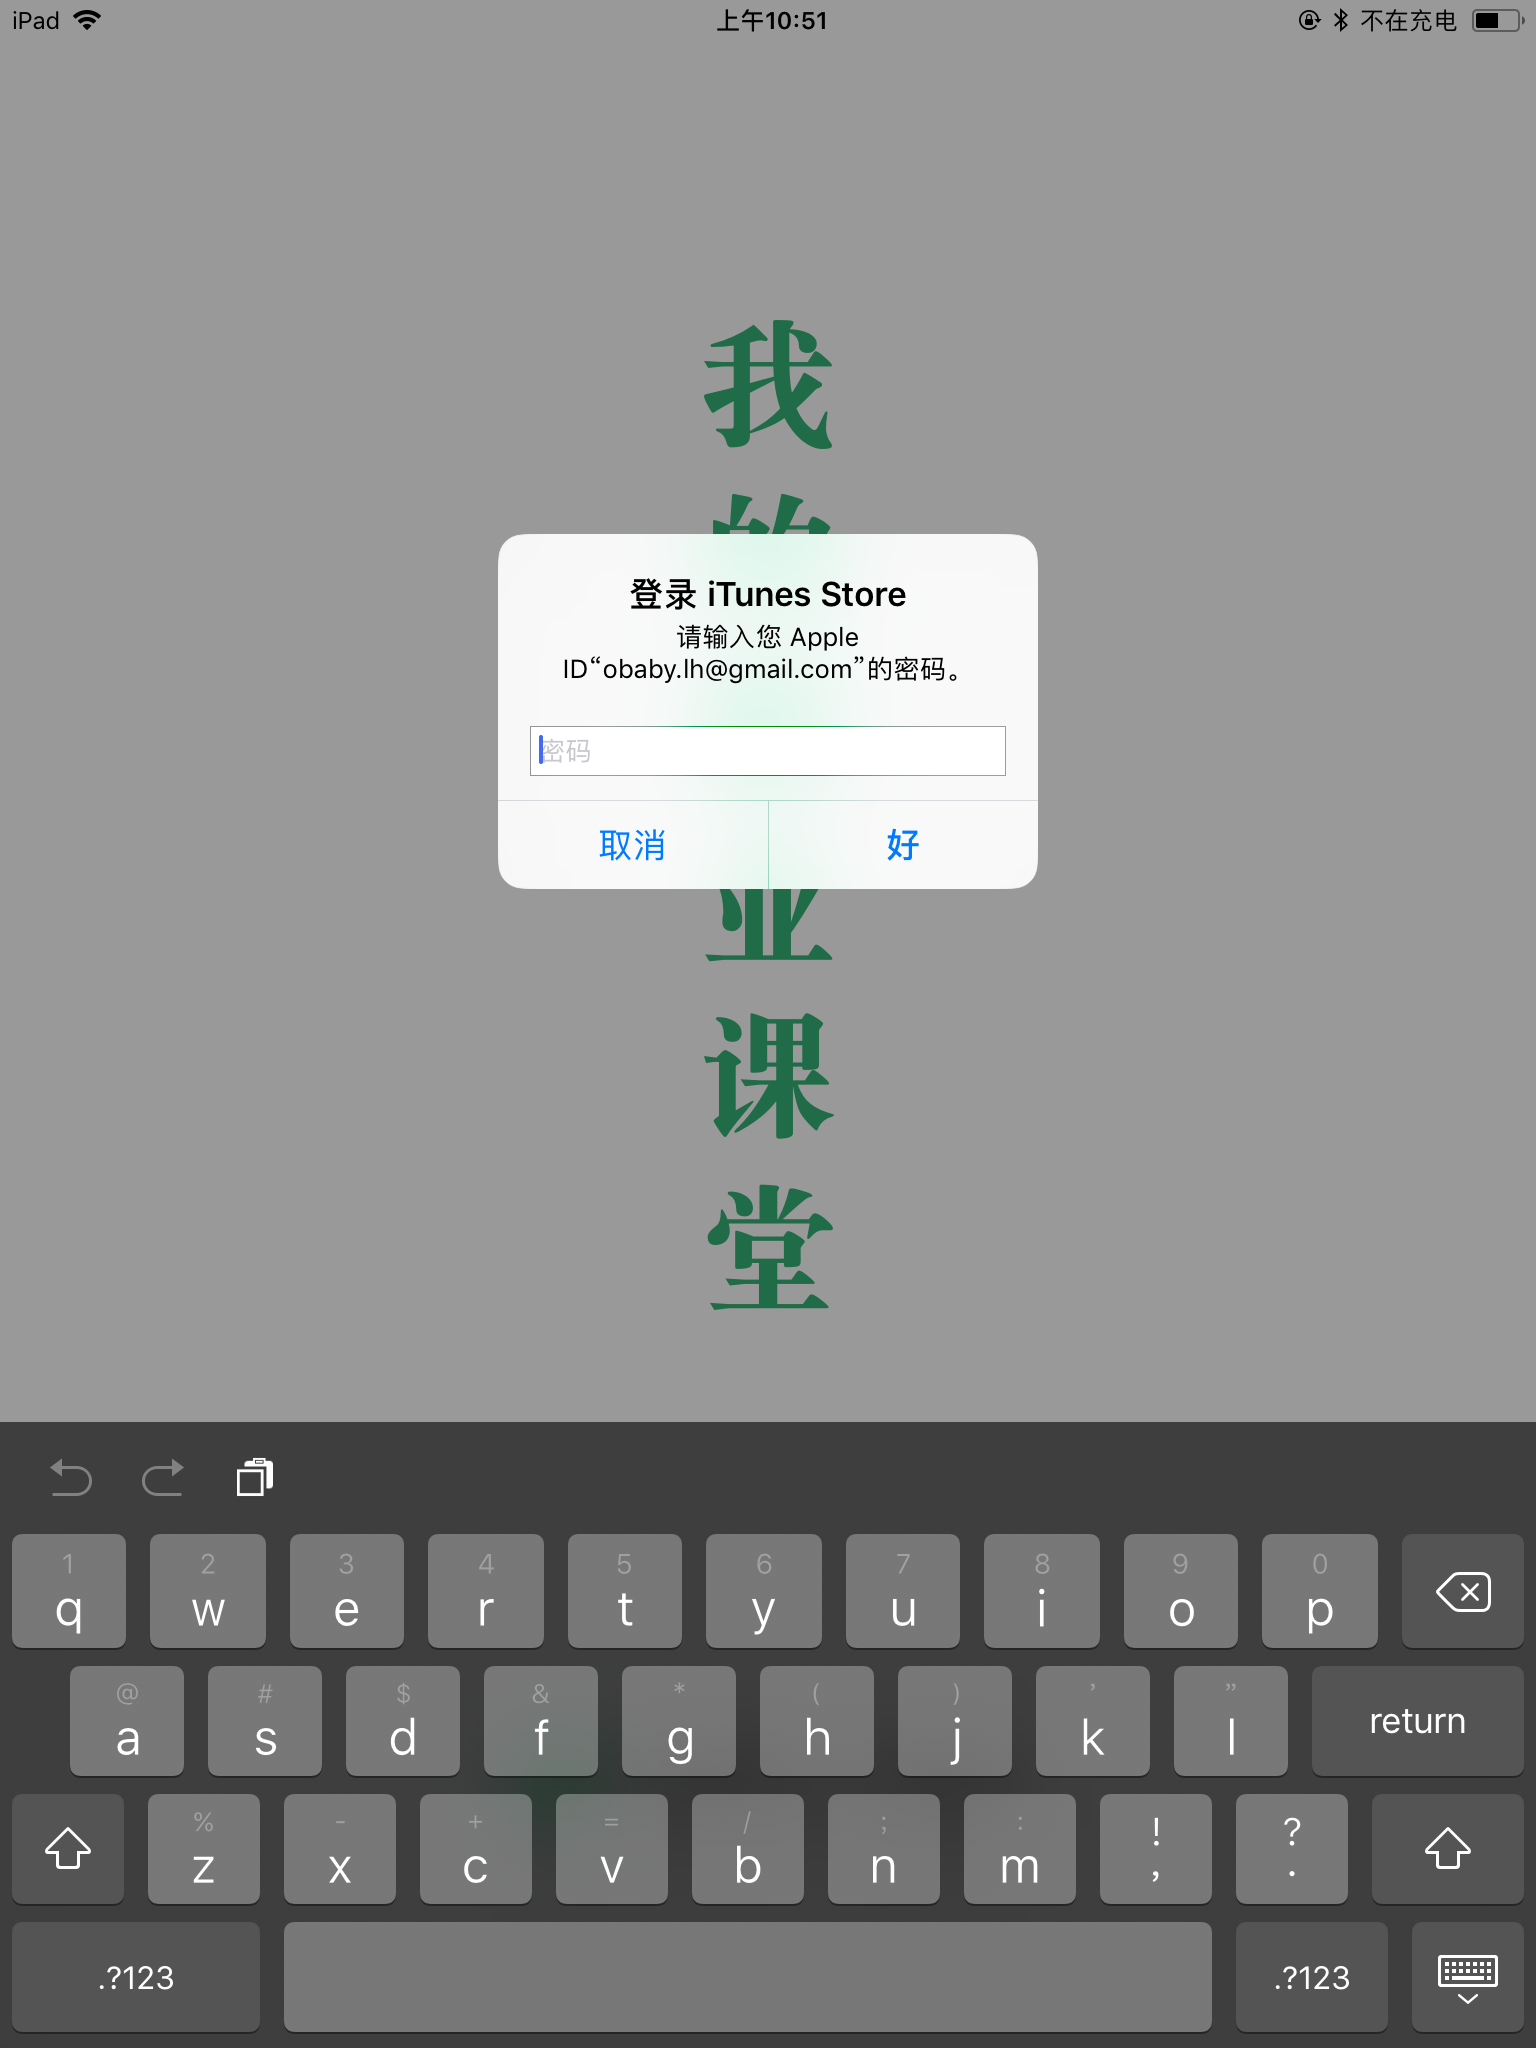 iPad
上午10:51
不在充电
我
的
业
课
堂
登录 iTunes Store
请输入您 Apple
ID“obaby.lh@gmail.com”的密码。
密码
取消
好
1 2 3 4 5 6 7 8 9 0
q w e r t y u i o p
@ # $ & * ( ) ’ ”
a s d f g h j k l return
% - + = / ; : ! ?
z x c v b n m , .
.?123 .?123